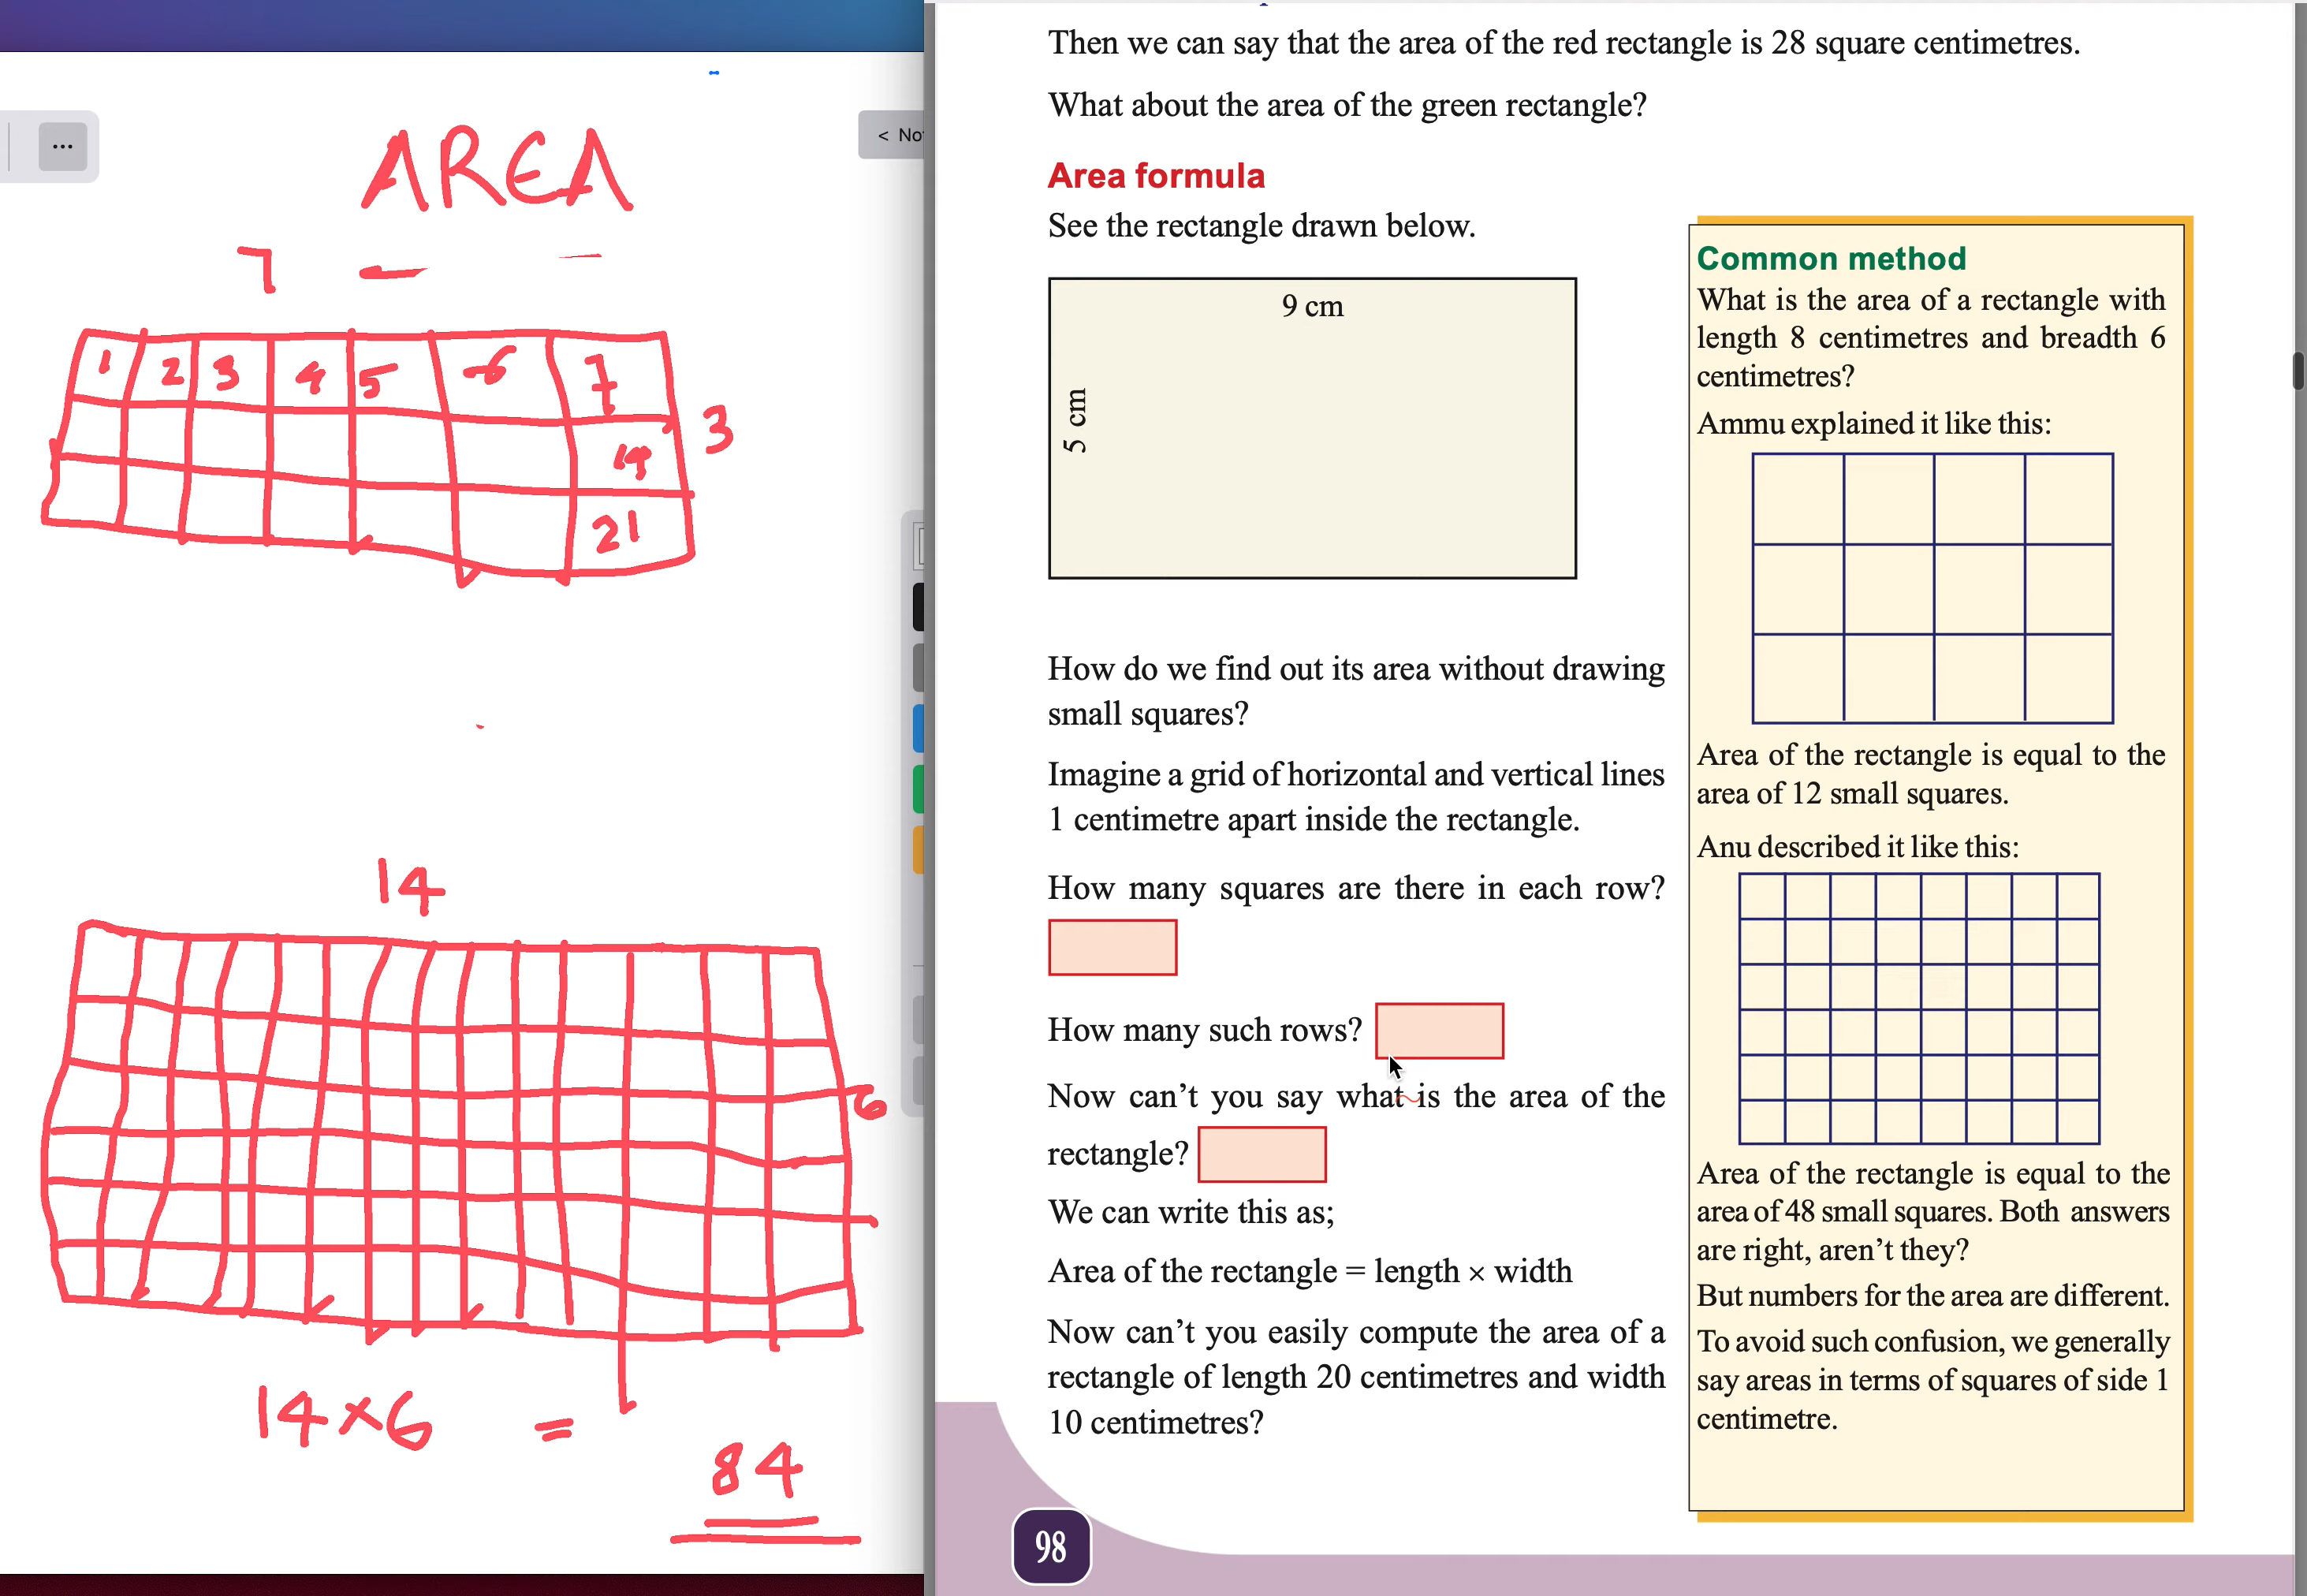 ...
< No
AREA
7
1 2 3 4 5 6 7
3
14
21
14
6
14 × 6 =
84
Then we can say that the area of the red rectangle is 28 square centimetres.
What about the area of the green rectangle?
Area formula
See the rectangle drawn below.
9 cm
5 cm
How do we find out its area without drawing
small squares?
Imagine a grid of horizontal and vertical lines
1 centimetre apart inside the rectangle.
How many squares are there in each row?
How many such rows?
Now can't you say what is the area of the
rectangle?
We can write this as;
Area of the rectangle = length × width
Now can't you easily compute the area of a
rectangle of length 20 centimetres and width
10 centimetres?
98
Common method
What is the area of a rectangle with
length 8 centimetres and breadth 6
centimetres?
Ammu explained it like this:
Area of the rectangle is equal to the
area of 12 small squares.
Anu described it like this:
Area of the rectangle is equal to the
area of 48 small squares. Both answers
are right, aren't they?
But numbers for the area are different.
To avoid such confusion, we generally
say areas in terms of squares of side 1
centimetre.